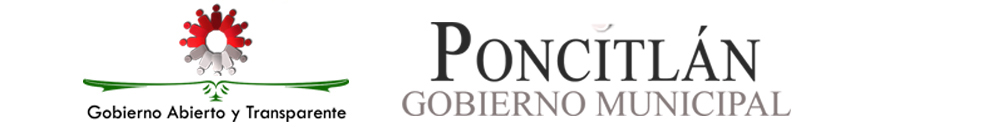 Gobierno Abierto y Transparente
PONCITLÁN
GOBIERNO MUNICIPAL